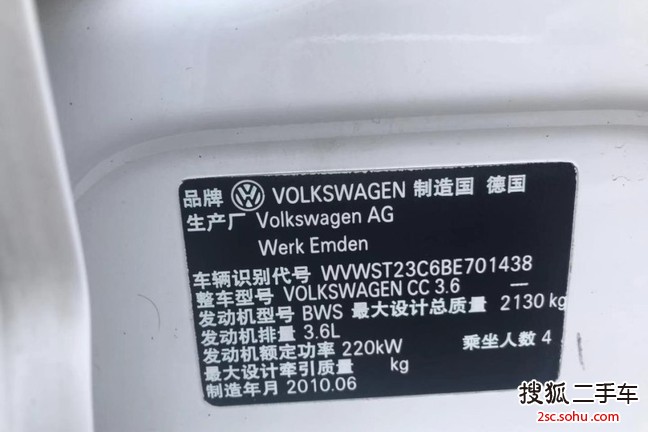 品牌 VOLKSWAGEN 制造国 德国
生产厂 Volkswagen AG
Werk Emden
车辆识别代号 WVWST23C6BE701438
整车型号 VOLKSWAGEN CC 3.6 —
发动机型号 BWS 最大设计总质量 2130 kg
发动机排量 3.6L
发动机额定功率 220kW 乘坐人数 4
最大设计牵引质量 kg
制造年月 2010.06
搜狐二手车
2sc.sohu.com